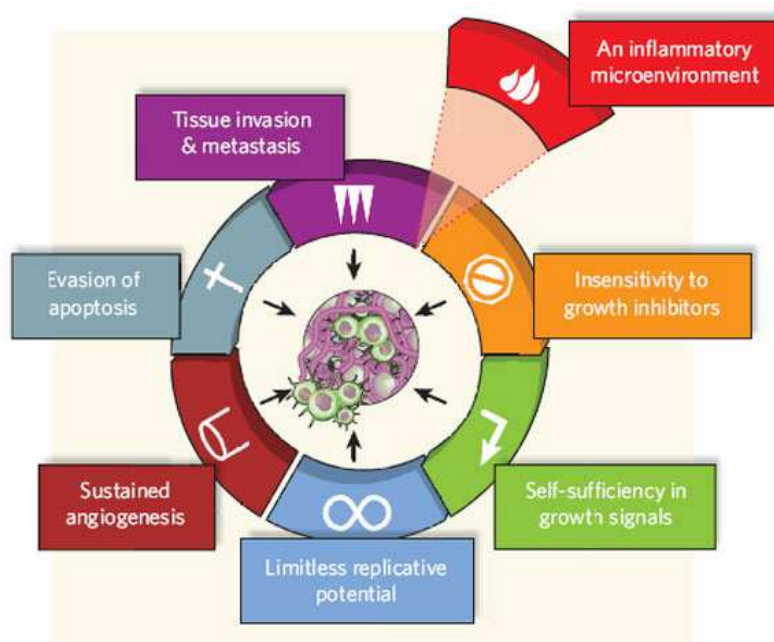 An inflammatory
microenvironment
Tissue invasion
& metastasis
Evasion of
apoptosis
Insensitivity to
growth inhibitors
Sustained
angiogenesis
Self-sufficiency in
growth signals
Limitless replicative
potential